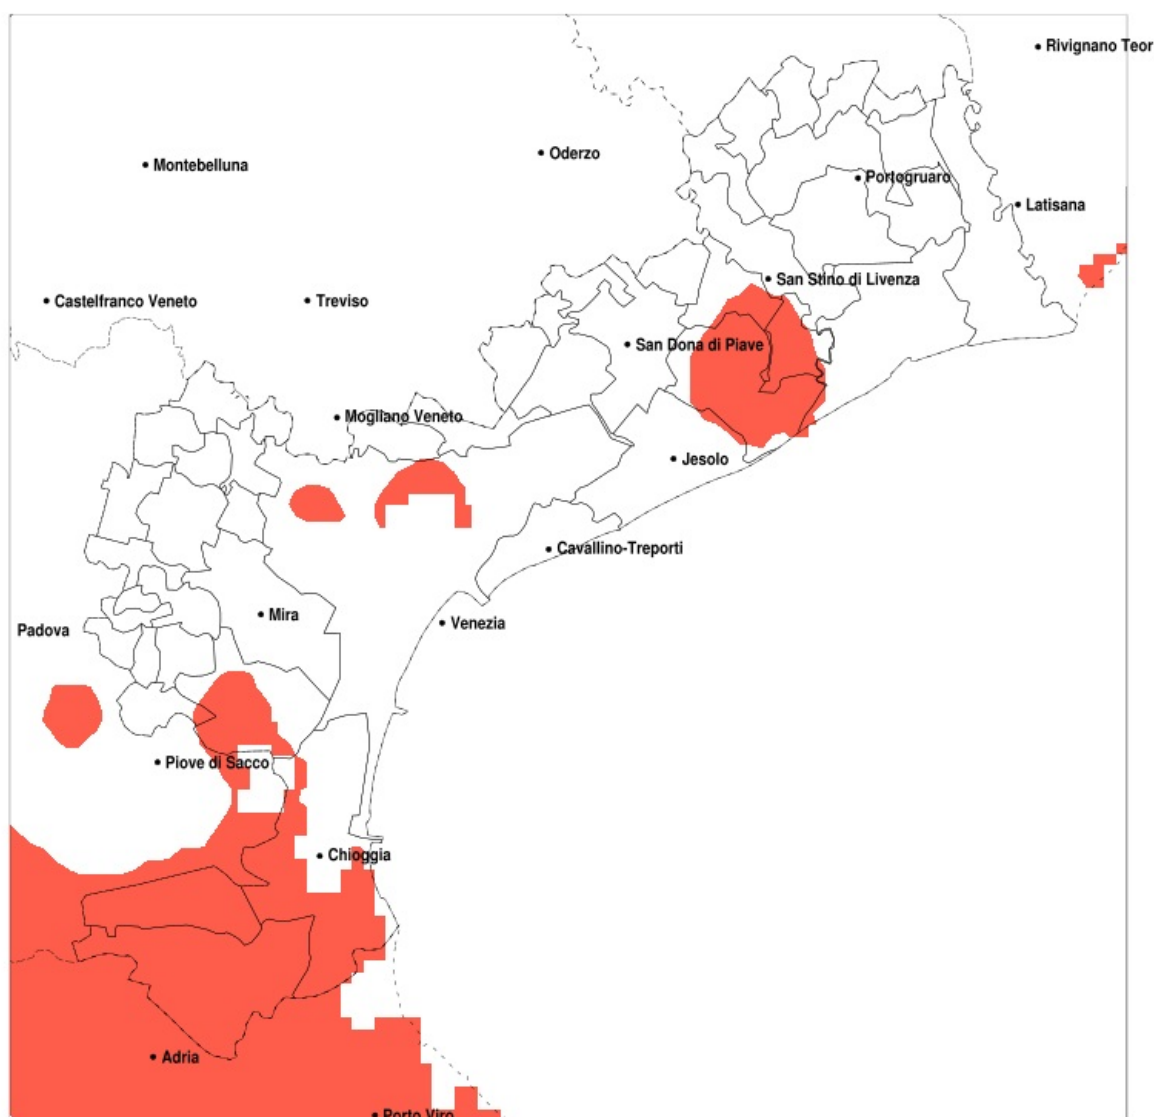 Rivignano Teor
Oderzo
Montebelluna
Portogruaro
Latisana
San Stino di Livenza
Castelfranco Veneto
Treviso
San Dona di Piave
Mogliano Veneto
Jesolo
Cavallino-Treporti
Mira
Venezia
Padova
Piove di Sacco
Chioggia
Adria
Porto Viro